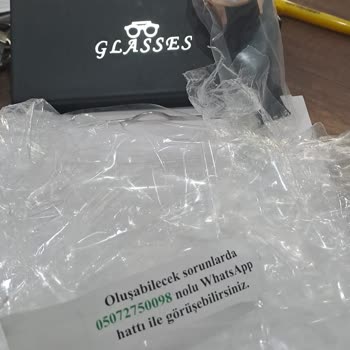 GLASSES
Oluşabilecek sorunlarda
05072750098 nolu WhatsApp
hattı ile görüşebilirsiniz.